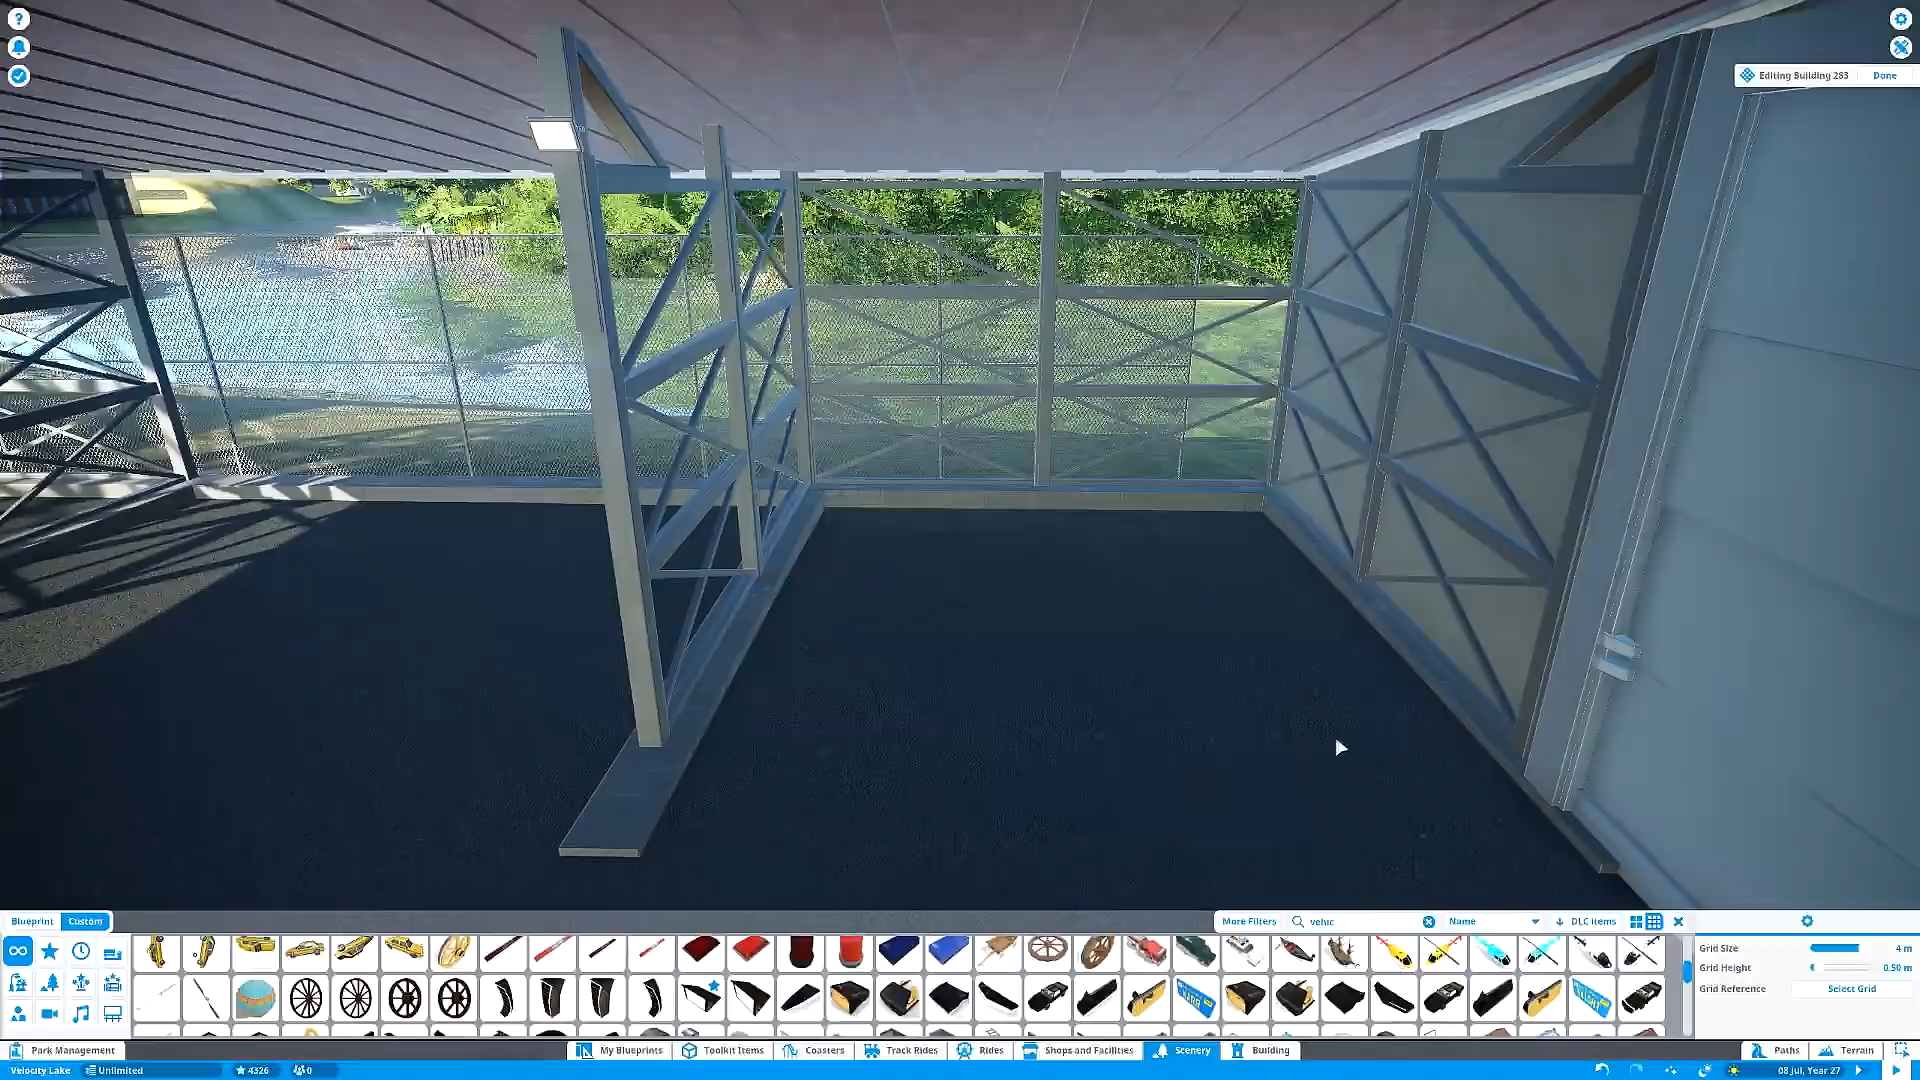 ?
Editing Building 283 Done
Blueprint Custom
More Filters vehic Name DLC items
Grid Size 4 m
Grid Height 0.50 m
Grid Reference Select Grid
Park Management My Blueprints Toolkit Items Coasters Track Rides Rides Shops and Facilities Scenery Building Paths Terrain
Velocity Lake Unlimited 4326 0 08 Jul, Year 27